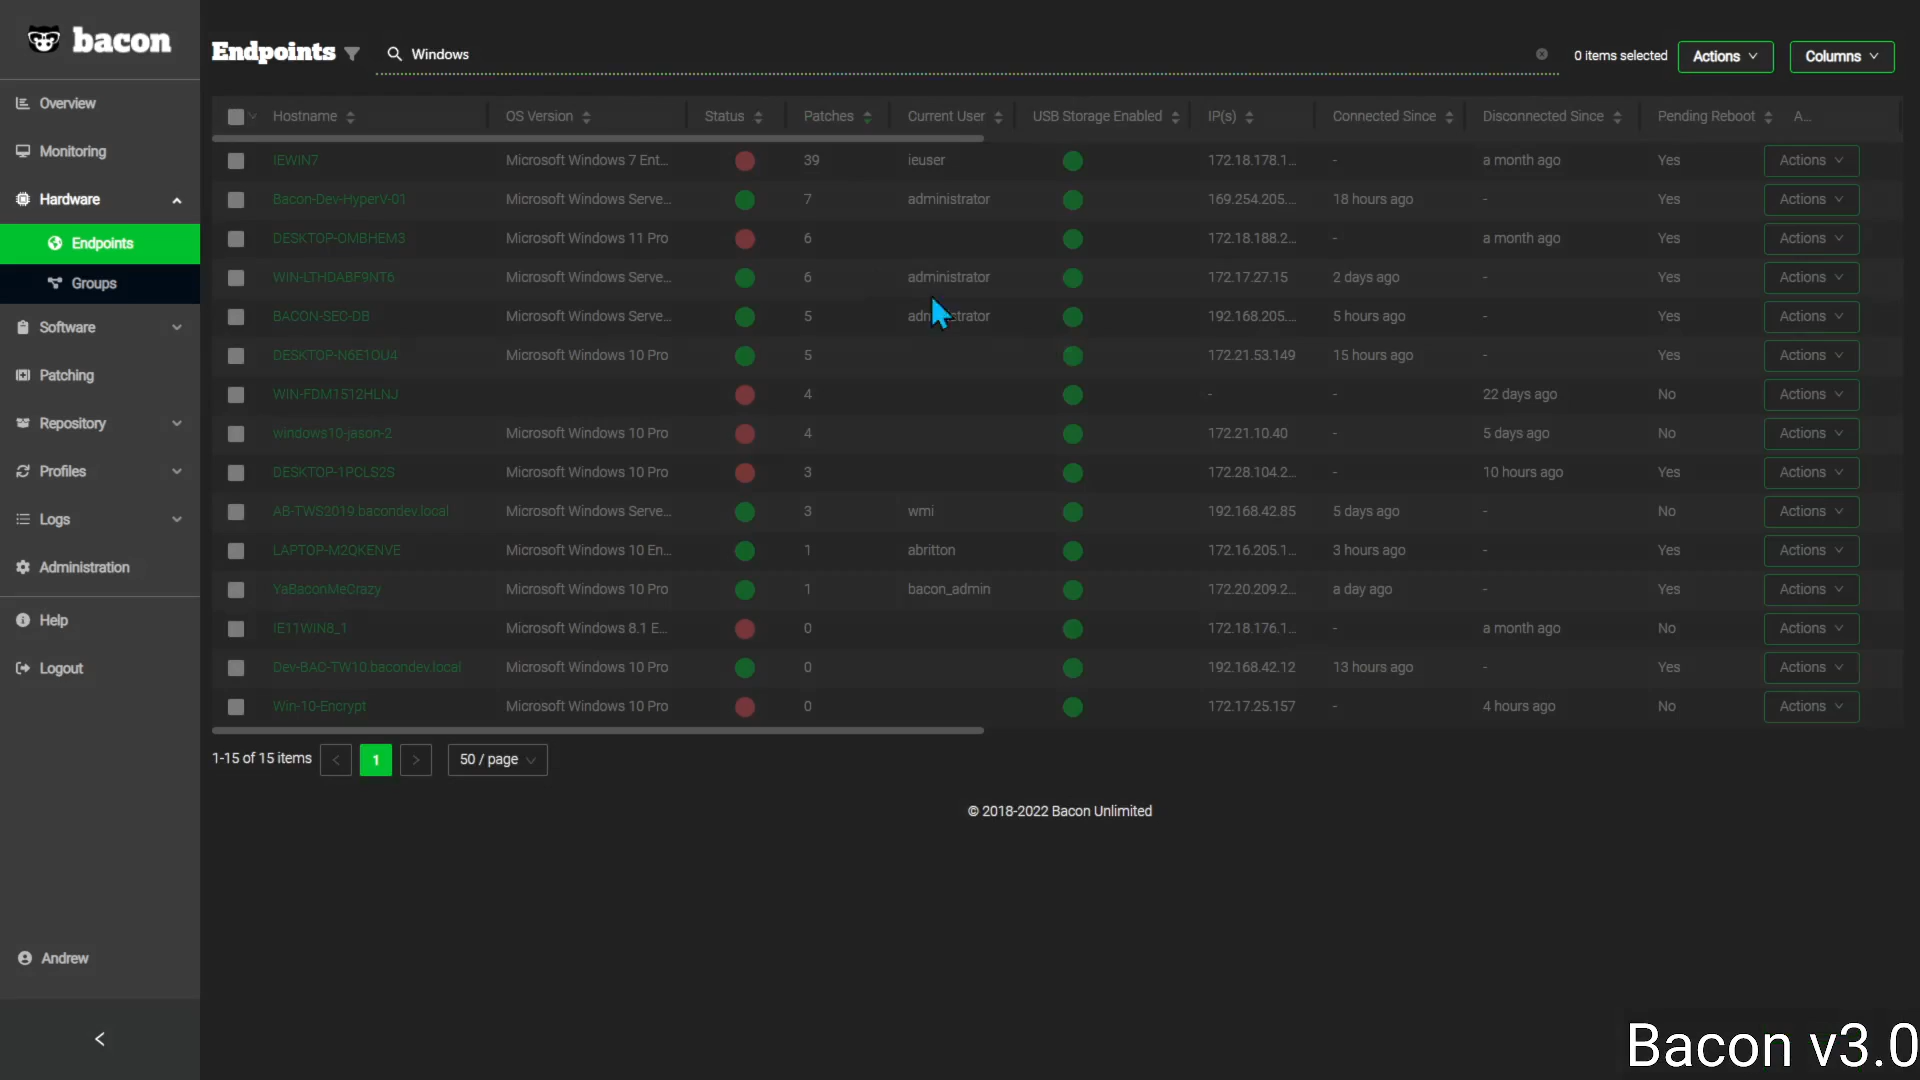 bacon
Endpoints Windows 0 items selected Actions Columns
Overview
Monitoring
Hardware
Endpoints
Groups
Software
Patching
Repository
Profiles
Logs
Administration
Help
Logout
Andrew
Hostname OS Version Status Patches Current User USB Storage Enabled IP(s) Connected Since Disconnected Since Pending Reboot A...
IEWIN7 Microsoft Windows 7 Ent... 39 ieuser 172.18.178.1... - a month ago Yes Actions
Bacon-Dev-HyperV-01 Microsoft Windows Serve... 7 administrator 169.254.205.... 18 hours ago - Yes Actions
DESKTOP-OMBHEM3 Microsoft Windows 11 Pro 6 172.18.188.2... - a month ago Yes Actions
WIN-LTHDABF9NT6 Microsoft Windows Serve... 6 administrator 172.17.27.15 2 days ago - Yes Actions
BACON-SEC-DB Microsoft Windows Serve... 5 administrator 192.168.205.... 5 hours ago - Yes Actions
DESKTOP-N6E1OU4 Microsoft Windows 10 Pro 5 172.21.53.149 15 hours ago - Yes Actions
WIN-FDM1512HLNJ - 4 - - 22 days ago No Actions
windows10-jason-2 Microsoft Windows 10 Pro 4 172.21.10.40 - 5 days ago No Actions
DESKTOP-1PCLS2S Microsoft Windows 10 Pro 3 172.28.104.2... - 10 hours ago Yes Actions
AB-TWS2019.bacondev.local Microsoft Windows Serve... 3 wmi 192.168.42.85 5 days ago - No Actions
LAPTOP-M2QKENVE Microsoft Windows 10 En... 1 abritton 172.16.205.1... 3 hours ago - Yes Actions
YaBaconMeCrazy Microsoft Windows 10 Pro 1 bacon_admin 172.20.209.2... a day ago - Yes Actions
IE11WIN8_1 Microsoft Windows 8.1 E... 0 172.18.176.1... - a month ago No Actions
Dev-BAC-TW10.bacondev.local Microsoft Windows 10 Pro 0 192.168.42.12 13 hours ago - Yes Actions
Win-10-Encrypt Microsoft Windows 10 Pro 0 172.17.25.157 - 4 hours ago No Actions
1-15 of 15 items < 1 > 50 / page
© 2018-2022 Bacon Unlimited
Bacon v3.0